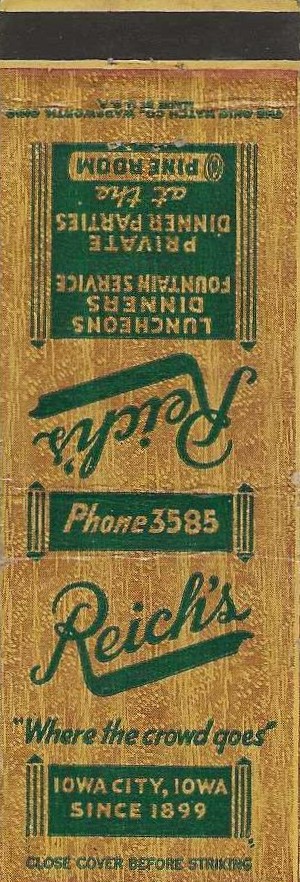 THE OHIO MATCH CO. WADSWORTH, OHIO
MADE IN U.S.A.
LUNCHEONS
DINNERS
FOUNTAIN SERVICE
PRIVATE
DINNER PARTIES
at the
PINE ROOM
Reich's
Phone 3585
Reich's
"Where the crowd goes"
IOWA CITY, IOWA
SINCE 1899
CLOSE COVER BEFORE STRIKING